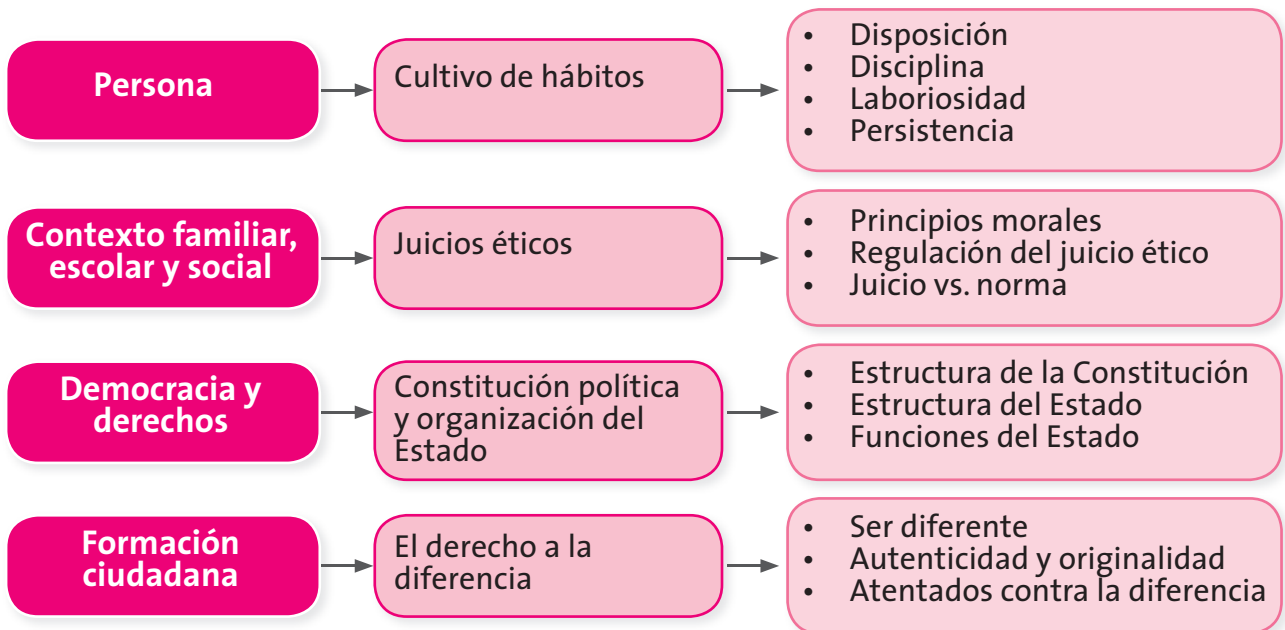 Persona
Cultivo de hábitos
• Disposición
• Disciplina
• Laboriosidad
• Persistencia
Contexto familiar,
escolar y social
Juicios éticos
• Principios morales
• Regulación del juicio ético
• Juicio vs. norma
Democracia y
derechos
Constitución política
y organización del
Estado
• Estructura de la Constitución
• Estructura del Estado
• Funciones del Estado
Formación
ciudadana
El derecho a la
diferencia
• Ser diferente
• Autenticidad y originalidad
• Atentados contra la diferencia